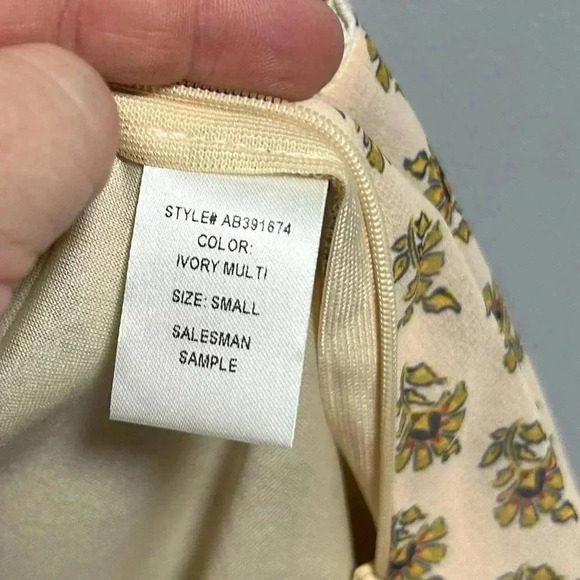 STYLE# AB391674
COLOR:
IVORY MULTI
SIZE: SMALL
SALESMAN
SAMPLE